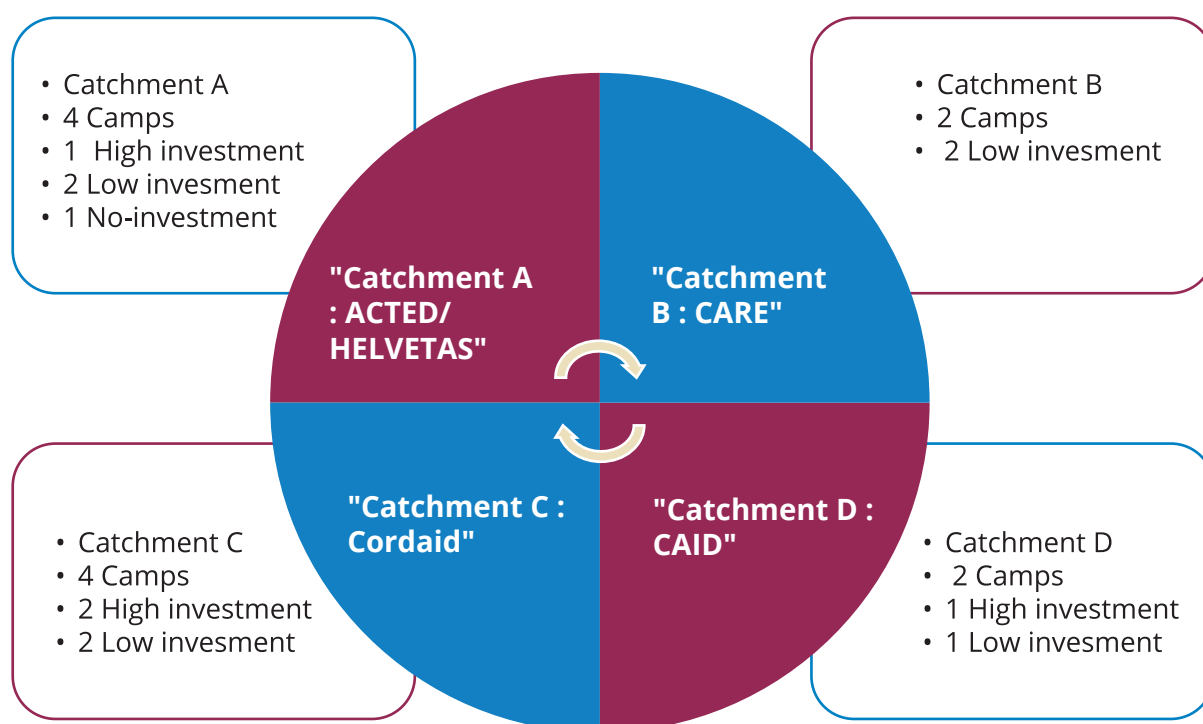 • Catchment A
• 4 Camps
• 1 High investment
• 2 Low invesment
• 1 No-investment
• Catchment B
• 2 Camps
• 2 Low invesment
"Catchment A
: ACTED/
HELVETAS"
"Catchment
B : CARE"
"Catchment C :
Cordaid"
"Catchment D :
CAID"
• Catchment C
• 4 Camps
• 2 High investment
• 2 Low invesment
• Catchment D
• 2 Camps
• 1 High investment
• 1 Low invesment